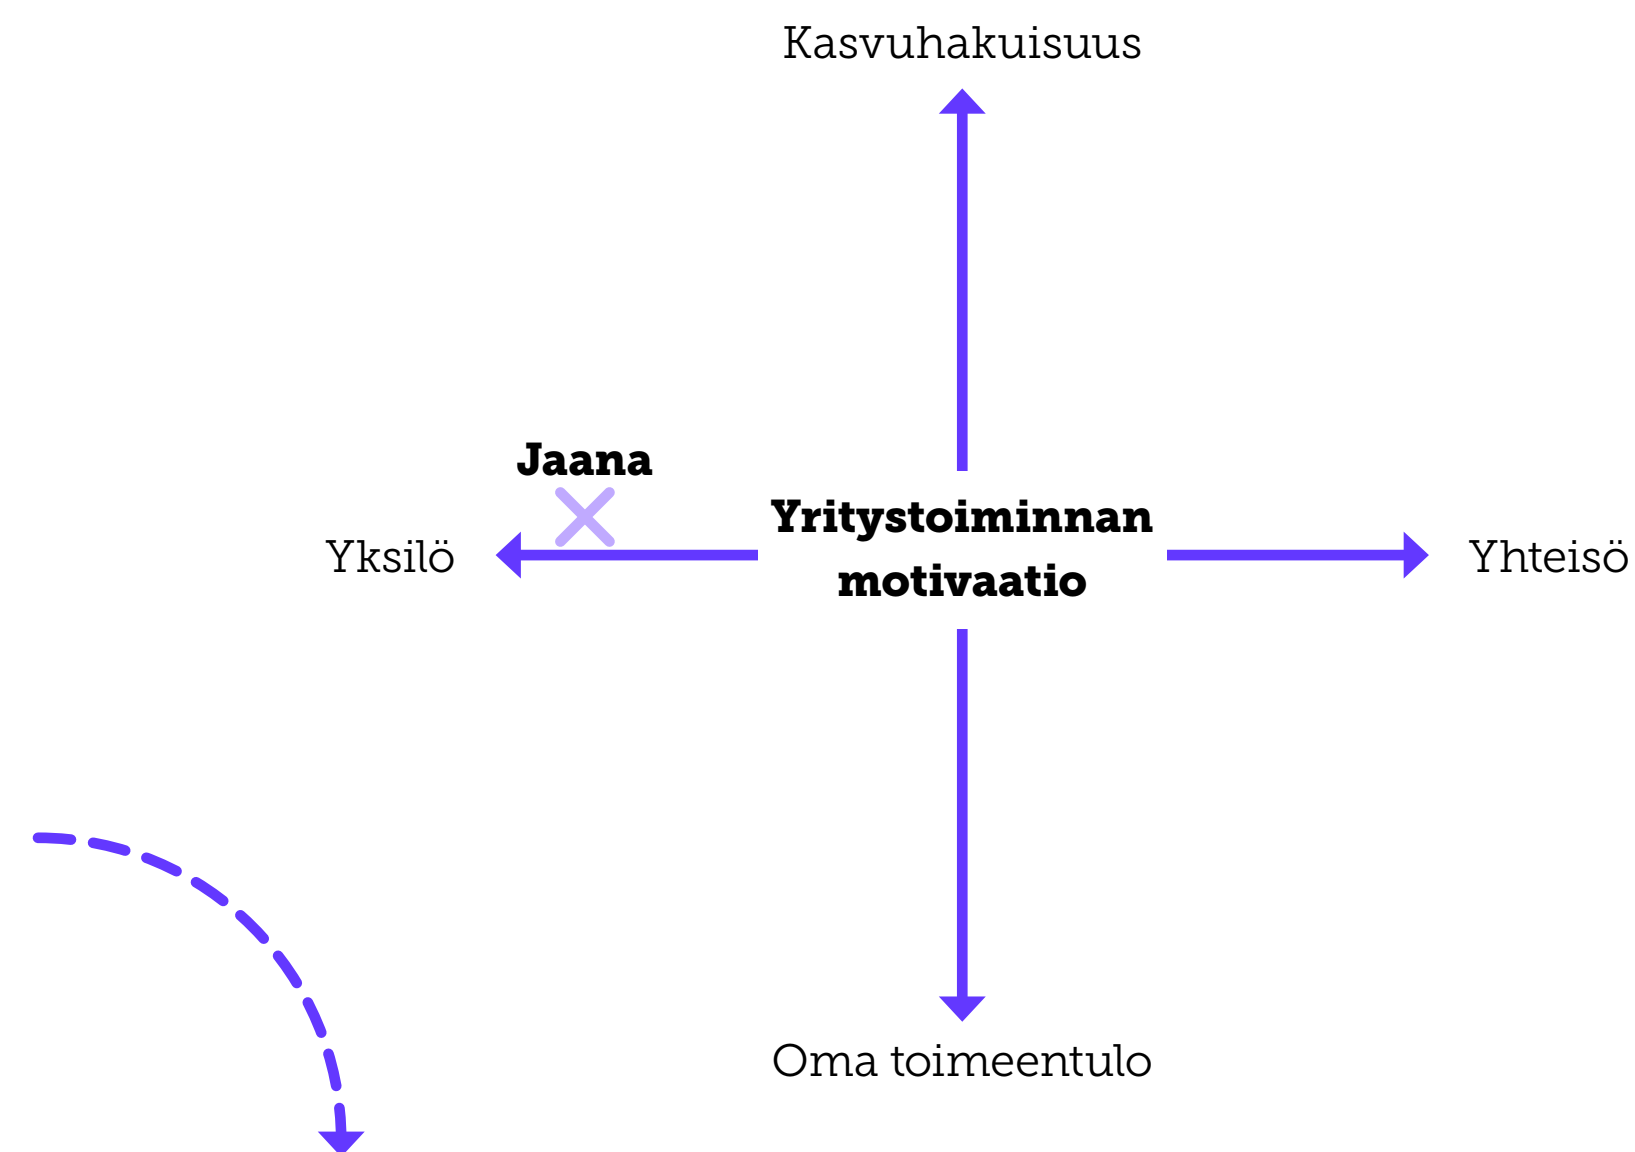 Kasvuhakuisuus
Jaana
Yritystoiminnan
motivaatio
Yksilö
Yhteisö
Oma toimeentulo